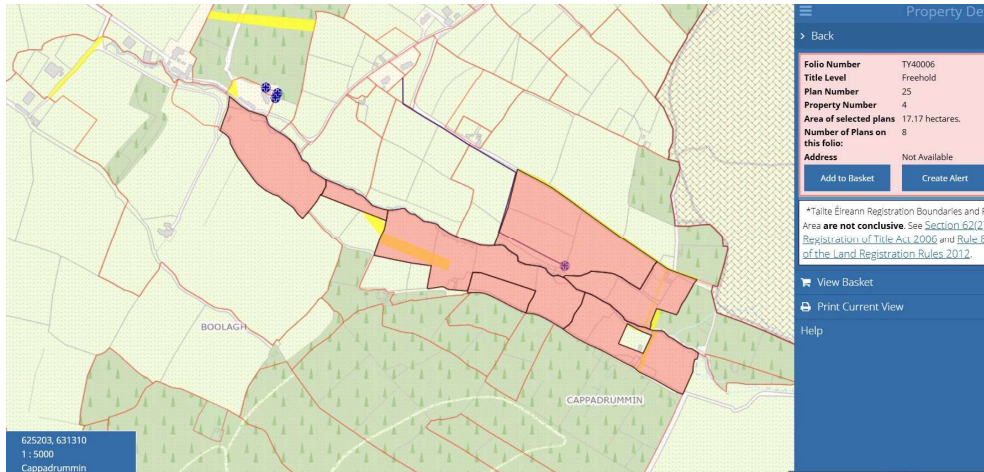 BOOLAGH
CAPPADRUMMIN
625203, 631310
1 : 5000
Cappadrummin
Property De
> Back
Folio Number TY40006
Title Level Freehold
Plan Number 25
Property Number 4
Area of selected plans 17.17 hectares.
Number of Plans on 8
this folio:
Address Not Available
Add to Basket Create Alert
*Tailte Éireann Registration Boundaries and
Area are not conclusive. See Section 62(2)
Registration of Title Act 2006 and Rule 8
of the Land Registration Rules 2012.
View Basket
Print Current View
Help